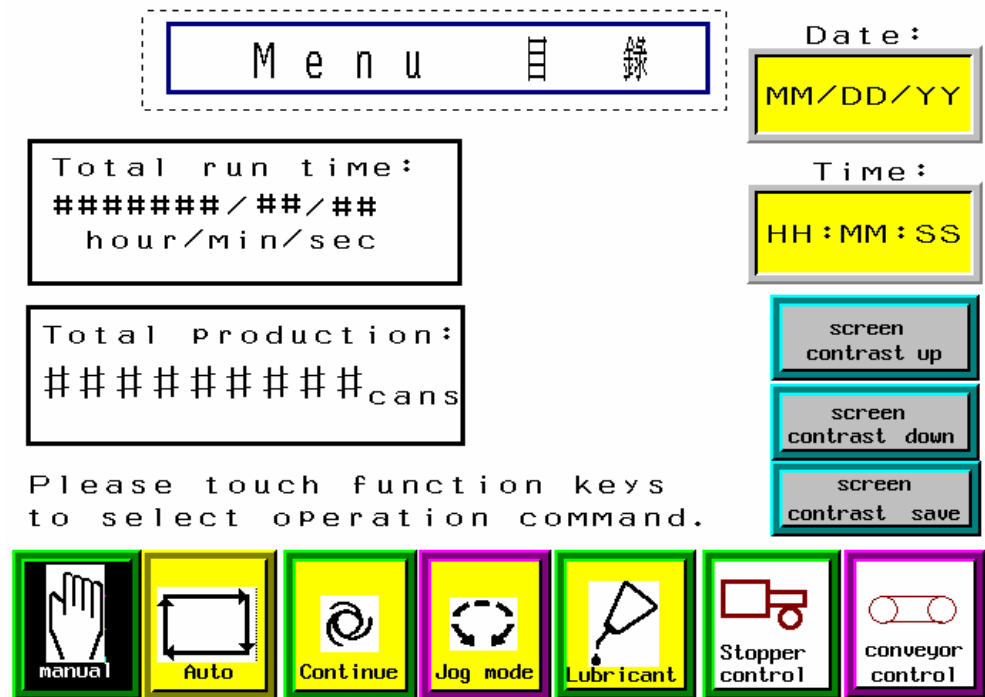 Menu 目 錄
Date:
MM/DD/YY
Total run time:
#######/##/##
hour/min/sec
Time:
HH:MM:SS
Total production:
#########cans
screen
contrast up
screen
contrast down
screen
contrast save
Please touch function keys
to select operation command.
manual
Auto
Continue
Jog mode
Lubricant
Stopper
control
conveyor
control